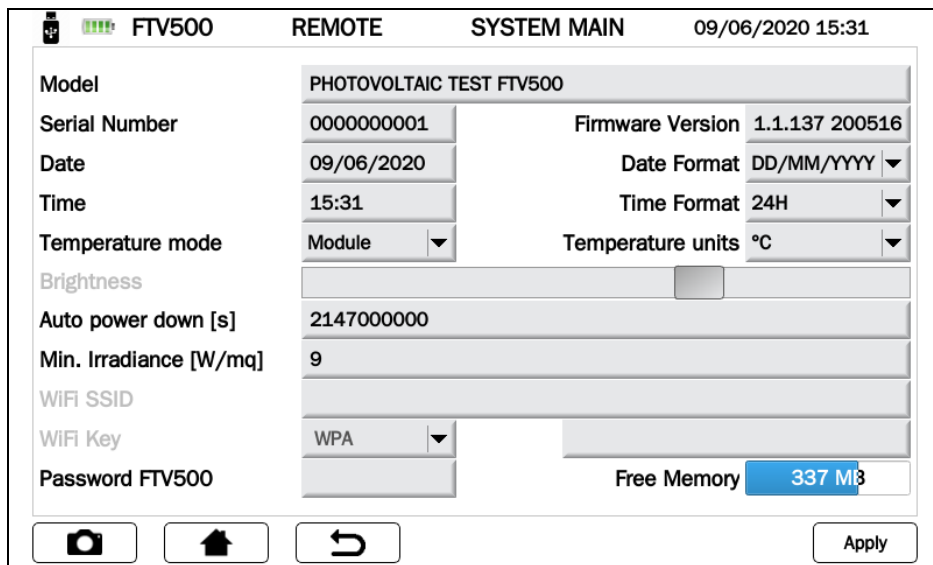 FTV500 REMOTE SYSTEM MAIN 09/06/2020 15:31
Model PHOTOVOLTAIC TEST FTV500
Serial Number 0000000001 Firmware Version 1.1.137 200516
Date 09/06/2020 Date Format DD/MM/YYYY
Time 15:31 Time Format 24H
Temperature mode Module Temperature units °C
Brightness
Auto power down [s] 2147000000
Min. Irradiance [W/mq] 9
WiFi SSID
WiFi Key WPA
Password FTV500 Free Memory 337 MB
Apply